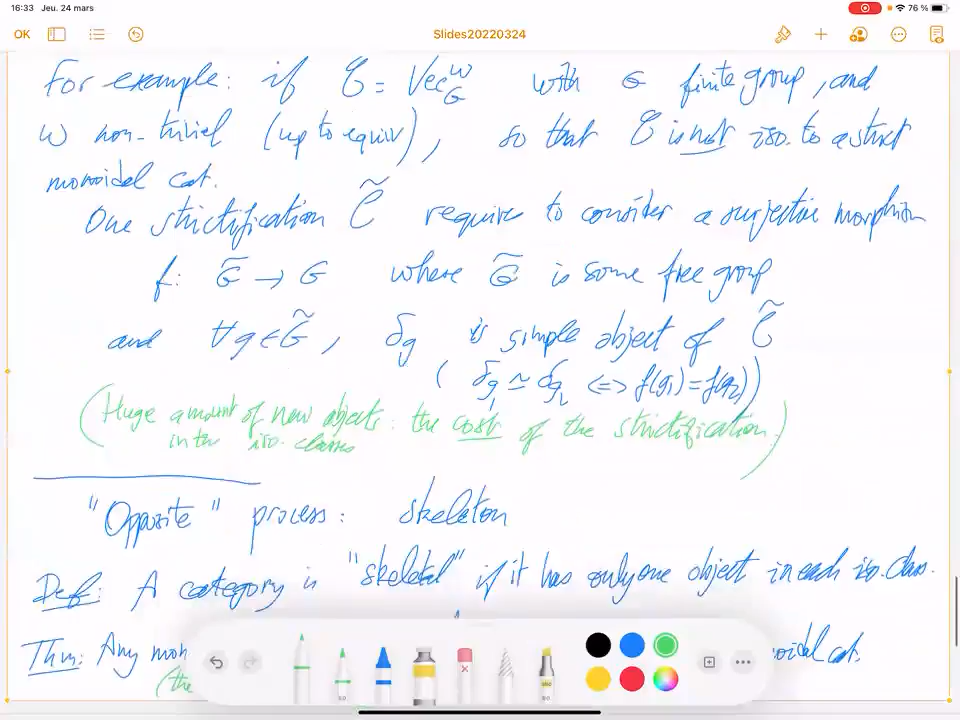 16:33 Jeu. 24 mars
76 %
OK
Slides20220324
For example: if C = Vec_G^ω with G finite group, and
ω non-trivial (up to equiv), so that C is not iso. to a strict
monoidal cat.
One strictification C̃ require to consider a surjective morphism
f: G̃ → G where G̃ is some free group
and ∀g∈G̃, δ_g is simple object of C̃
(δ_g₁ ≃ δ_g₂ ⟺ f(g₁)=f(g₂))
(Huge amount of new objects: the cost of the strictification)
in the iso. classes
"Opposite" process: skeleton
Def: A category is "skeletal" if it has only one object in each iso. class.
Thm: Any mon oidal cat.
(the